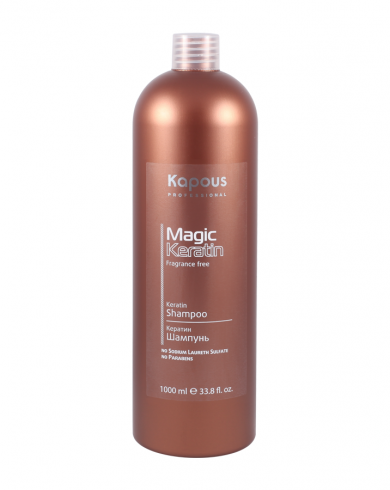 Kapous
PROFESSIONAL
Magic
Keratin
Fragrance free
Keratin
Shampoo
Кератин
Шампунь
NO SODIUM LAURETH SULFATE
NO PARABENS
1000 ml ℮ 33.8 fl. oz.